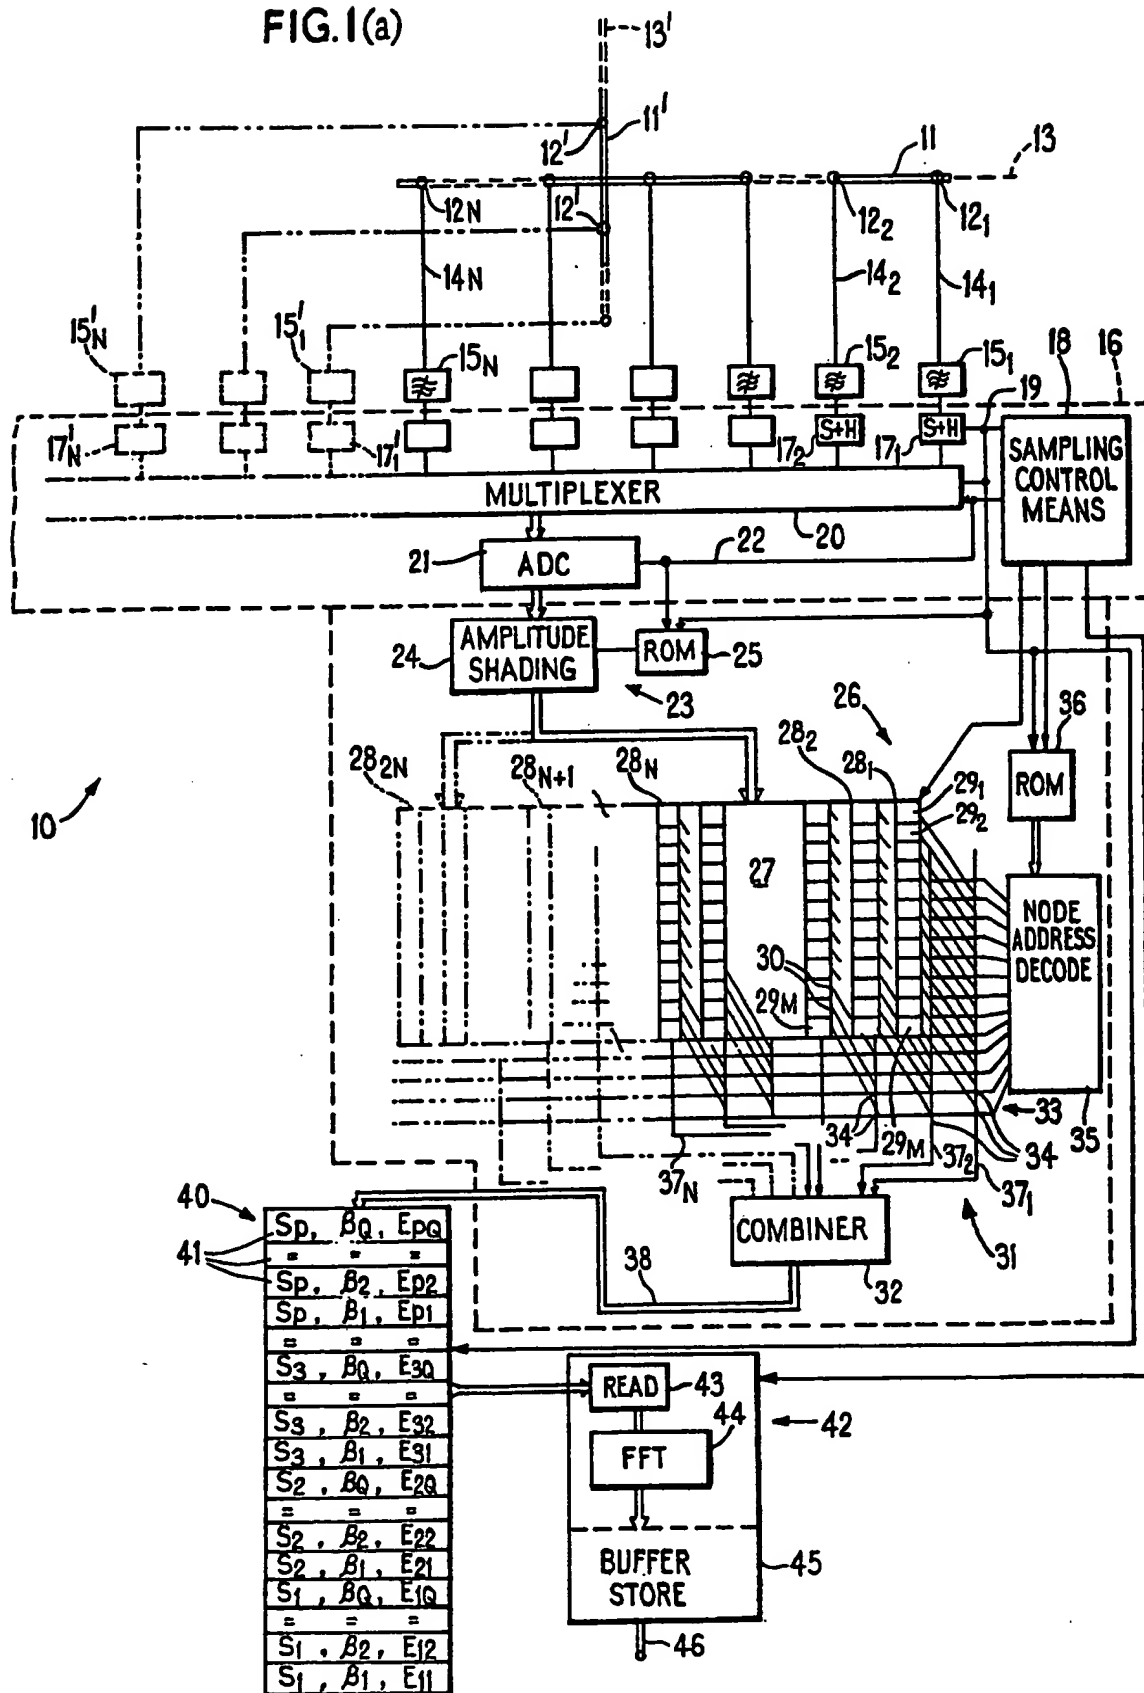 FIG.1(a)
13'
11'
12'
11
13
12N
12'
12₂
12₁
14N
14₂
14₁
15'N
15'₁
15N
15₂
15₁
18
16
19
17'N
17'₁
S+H
17₂
S+H
17₁
SAMPLING
CONTROL
MEANS
MULTIPLEXER
20
21
ADC
22
24
AMPLITUDE
SHADING
ROM
25
23
26
36
28₂N
28N+1
28N
28₂
28₁
29₁
29₂
ROM
10
27
NODE
ADDRESS
DECODE
30
29M
34
29M
33
35
37N
37₂
34
37₁
40
COMBINER
31
32
38
41
Sp, βQ, EpQ
= = =
Sp, β2, Ep2
Sp, β1, Ep1
= = =
S3, βQ, E3Q
= = =
S3, β2, E32
S3, β1, E31
S2, βQ, E2Q
= = =
S2, β2, E22
S2, β1, E21
S1, βQ, E1Q
= = =
S1, β2, E12
S1, β1, E11
READ
43
44
42
FFT
BUFFER
STORE
45
46